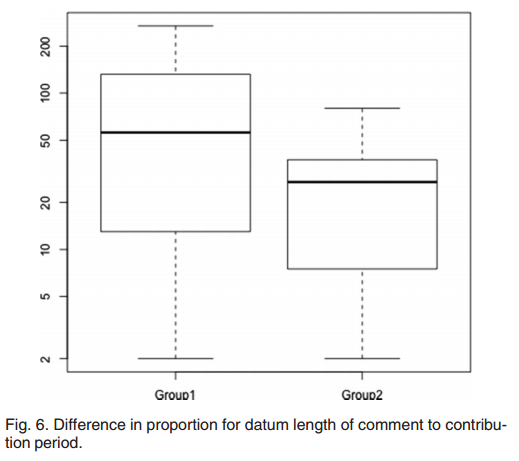 200
100
50
20
10
5
2
Group1 Group2
Fig. 6. Difference in proportion for datum length of comment to contribu-
tion period.